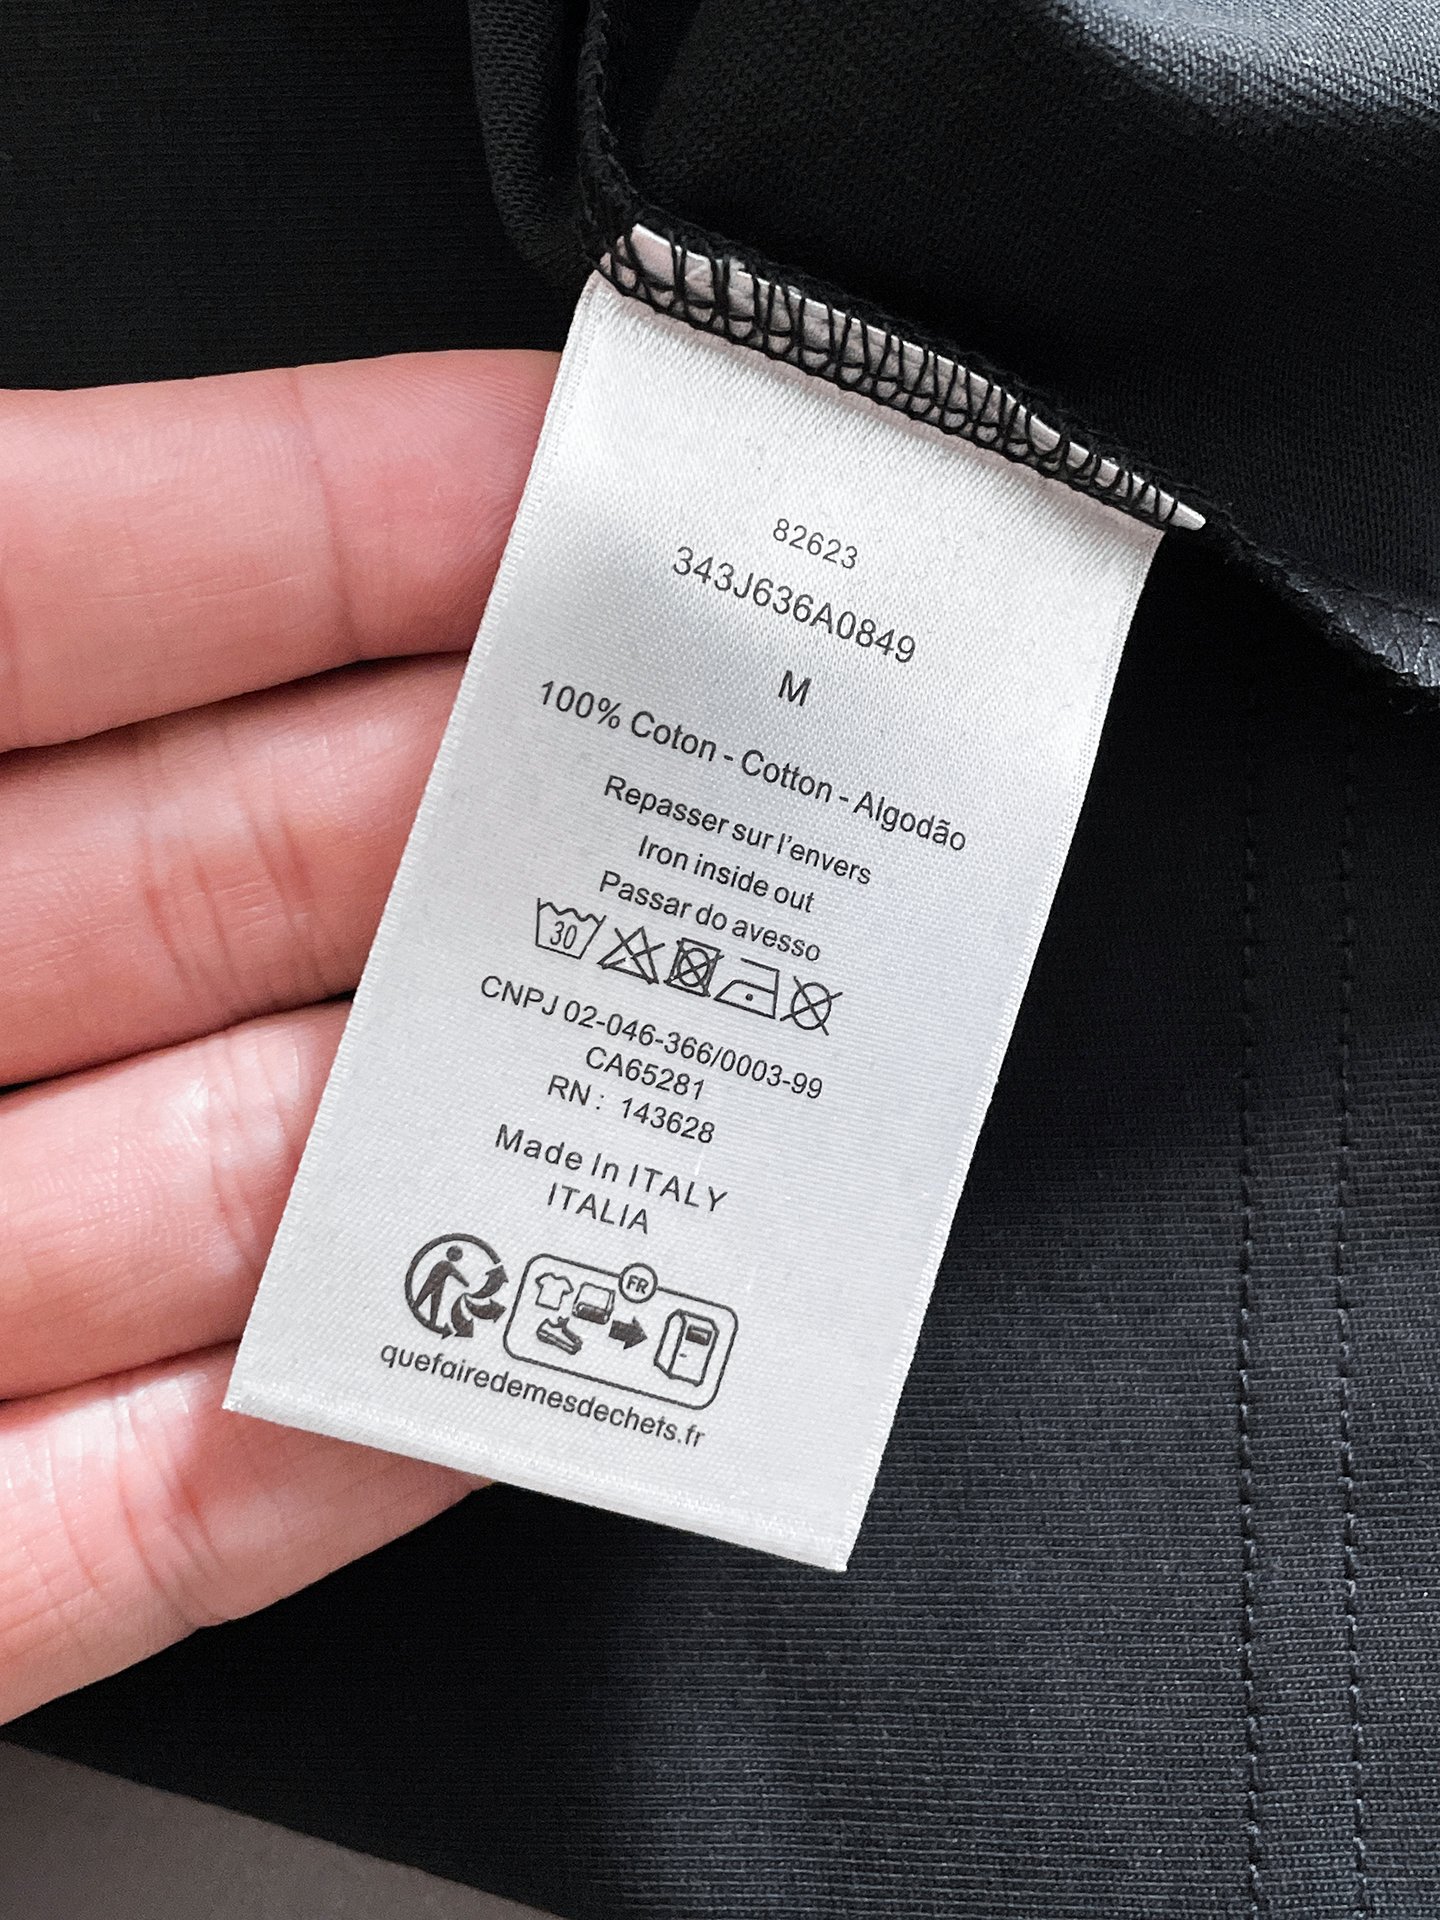 82623
343J636A0849
M
100% Coton - Cotton - Algodão
Repasser sur l'envers
Iron inside out
Passar do avesso
30
CNPJ 02-046-366/0003-99
CA65281
RN : 143628
Made In ITALY
ITALIA
FR
quefairedemesdechets.fr